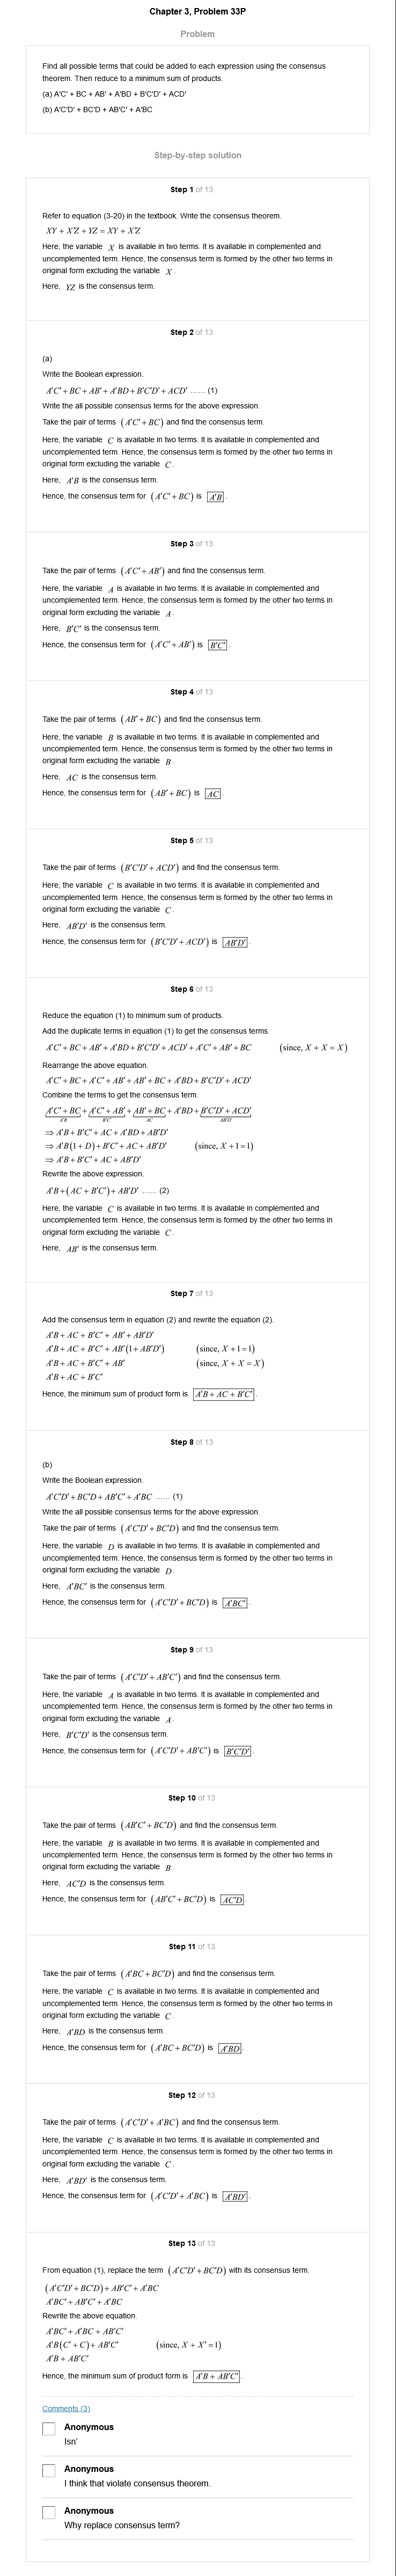 Chapter 3, Problem 33P
Problem
Find all possible terms that could be added to each expression using the consensus
theorem. Then reduce to a minimum sum of products.
(a) A'C' + BC + AB' + A'BD + B'C'D' + ACD'
(b) A'C'D' + BC'D + AB'C' + A'BC
Step-by-step solution
Step 1 of 13
Refer to equation (3-20) in the textbook. Write the consensus theorem.
XY + X'Z + YZ = XY + X'Z
Here, the variable X is available in two terms. It is available in complemented and
uncomplemented term. Hence, the consensus term is formed by the other two terms in
original form excluding the variable X.
Here, YZ is the consensus term.
Step 2 of 13
(a)
Write the Boolean expression.
A'C' + BC + AB' + A'BD + B'C'D' + ACD' ...... (1)
Write the all possible consensus terms for the above expression.
Take the pair of terms (A'C' + BC) and find the consensus term.
Here, the variable C is available in two terms. It is available in complemented and
uncomplemented term. Hence, the consensus term is formed by the other two terms in
original form excluding the variable C.
Here, A'B is the consensus term.
Hence, the consensus term for (A'C' + BC) is A'B.
Step 3 of 13
Take the pair of terms (A'C' + AB') and find the consensus term.
Here, the variable A is available in two terms. It is available in complemented and
uncomplemented term. Hence, the consensus term is formed by the other two terms in
original form excluding the variable A.
Here, B'C' is the consensus term.
Hence, the consensus term for (A'C' + AB') is B'C'.
Step 4 of 13
Take the pair of terms (AB' + BC) and find the consensus term.
Here, the variable B is available in two terms. It is available in complemented and
uncomplemented term. Hence, the consensus term is formed by the other two terms in
original form excluding the variable B.
Here, AC is the consensus term.
Hence, the consensus term for (AB' + BC) is AC.
Step 5 of 13
Take the pair of terms (B'C'D' + ACD') and find the consensus term.
Here, the variable C is available in two terms. It is available in complemented and
uncomplemented term. Hence, the consensus term is formed by the other two terms in
original form excluding the variable C.
Here, AB'D' is the consensus term.
Hence, the consensus term for (B'C'D' + ACD') is AB'D'.
Step 6 of 13
Reduce the equation (1) to minimum sum of products.
Add the duplicate terms in equation (1) to get the consensus terms.
A'C' + BC + AB' + A'BD + B'C'D' + ACD' + A'C' + AB' + BC (since, X + X = X)
Rearrange the above equation.
A'C' + BC + A'C' + AB' + AB' + BC + A'BD + B'C'D' + ACD'
Combine the terms to get the consensus term.
A'C' + BC + A'C' + AB' + AB' + BC + A'BD + B'C'D' + ACD'
A'B B'C' AC AB'D'
⇒ A'B + B'C' + AC + A'BD + AB'D'
⇒ A'B(1 + D) + B'C' + AC + AB'D' (since, X + 1 = 1)
⇒ A'B + B'C' + AC + AB'D'
Rewrite the above expression.
A'B + (AC + B'C') + AB'D' ...... (2)
Here, the variable C is available in two terms. It is available in complemented and
uncomplemented term. Hence, the consensus term is formed by the other two terms in
original form excluding the variable C.
Here, AB' is the consensus term.
Step 7 of 13
Add the consensus term in equation (2) and rewrite the equation (2).
A'B + AC + B'C' + AB' + AB'D'
A'B + AC + B'C' + AB'(1 + AB'D') (since, X + 1 = 1)
A'B + AC + B'C' + AB' (since, X + X = X)
A'B + AC + B'C'
Hence, the minimum sum of product form is A'B + AC + B'C'.
Step 8 of 13
(b)
Write the Boolean expression.
A'C'D' + BC'D + AB'C' + A'BC ...... (1)
Write the all possible consensus terms for the above expression.
Take the pair of terms (A'C'D' + BC'D) and find the consensus term.
Here, the variable D is available in two terms. It is available in complemented and
uncomplemented term. Hence, the consensus term is formed by the other two terms in
original form excluding the variable D.
Here, A'BC' is the consensus term.
Hence, the consensus term for (A'C'D' + BC'D) is A'BC'.
Step 9 of 13
Take the pair of terms (A'C'D' + AB'C') and find the consensus term.
Here, the variable A is available in two terms. It is available in complemented and
uncomplemented term. Hence, the consensus term is formed by the other two terms in
original form excluding the variable A.
Here, B'C'D' is the consensus term.
Hence, the consensus term for (A'C'D' + AB'C') is B'C'D'.
Step 10 of 13
Take the pair of terms (AB'C' + BC'D) and find the consensus term.
Here, the variable B is available in two terms. It is available in complemented and
uncomplemented term. Hence, the consensus term is formed by the other two terms in
original form excluding the variable B.
Here, AC'D is the consensus term.
Hence, the consensus term for (AB'C' + BC'D) is AC'D.
Step 11 of 13
Take the pair of terms (A'BC + BC'D) and find the consensus term.
Here, the variable C is available in two terms. It is available in complemented and
uncomplemented term. Hence, the consensus term is formed by the other two terms in
original form excluding the variable C.
Here, A'BD is the consensus term.
Hence, the consensus term for (A'BC + BC'D) is A'BD.
Step 12 of 13
Take the pair of terms (A'C'D' + A'BC) and find the consensus term.
Here, the variable C is available in two terms. It is available in complemented and
uncomplemented term. Hence, the consensus term is formed by the other two terms in
original form excluding the variable C.
Here, A'BD' is the consensus term.
Hence, the consensus term for (A'C'D' + A'BC) is A'BD'.
Step 13 of 13
From equation (1), replace the term (A'C'D' + BC'D) with its consensus term.
(A'C'D' + BC'D) + AB'C' + A'BC
A'BC' + AB'C' + A'BC
Rewrite the above equation.
A'BC' + A'BC + AB'C'
A'B(C' + C) + AB'C' (since, X + X' = 1)
A'B + AB'C'
Hence, the minimum sum of product form is A'B + AB'C'.
Comments (3)
Anonymous
Isn'
Anonymous
I think that violate consensus theorem.
Anonymous
Why replace consensus term?